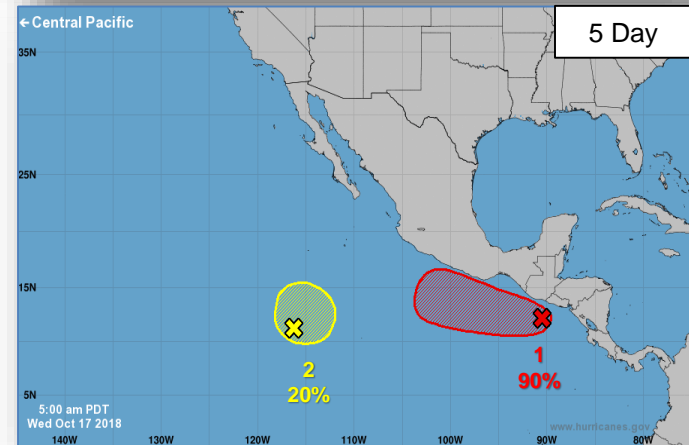 ← Central Pacific
5 Day
35N
25N
15N
5N
2
20%
1
90%
5:00 am PDT
Wed Oct 17 2018
www.hurricanes.gov
140W 130W 120W 110W 100W 90W 80W